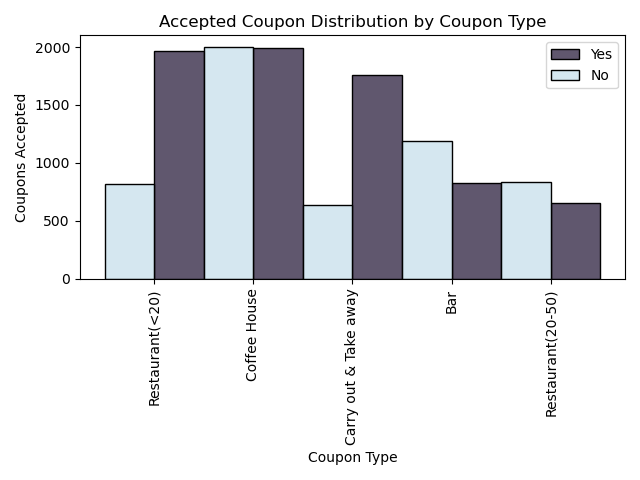 Accepted Coupon Distribution by Coupon Type
Yes
No
Coupons Accepted
2000
1500
1000
500
0
Restaurant(<20)
Coffee House
Carry out & Take away
Bar
Restaurant(20-50)
Coupon Type